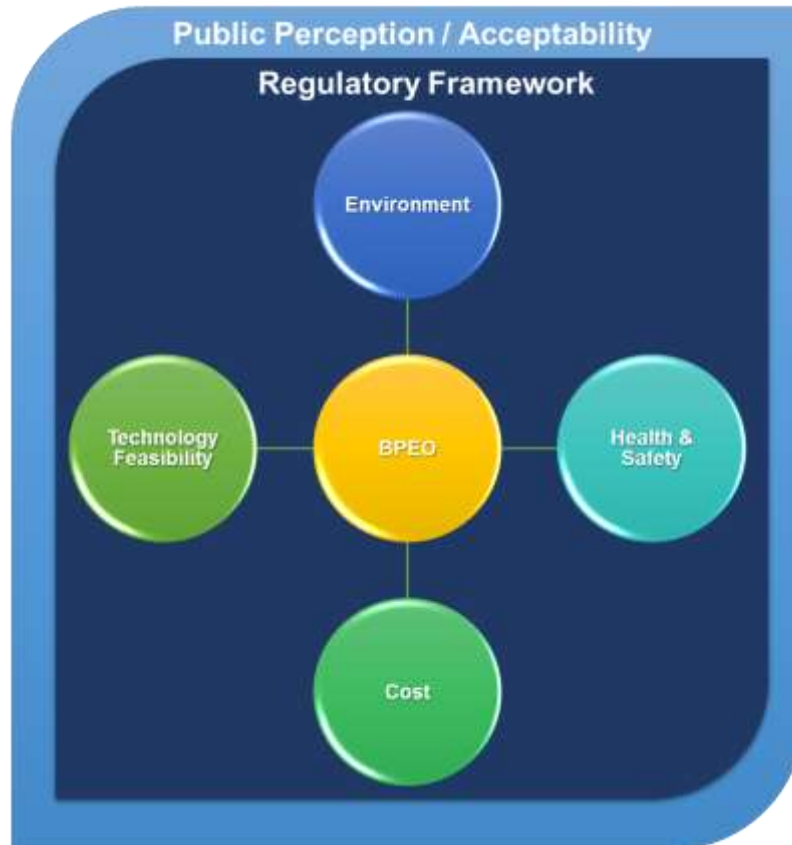 Public Perception / Acceptability
Regulatory Framework
Environment
Technology
Feasibility
BPEO
Health &
Safety
Cost